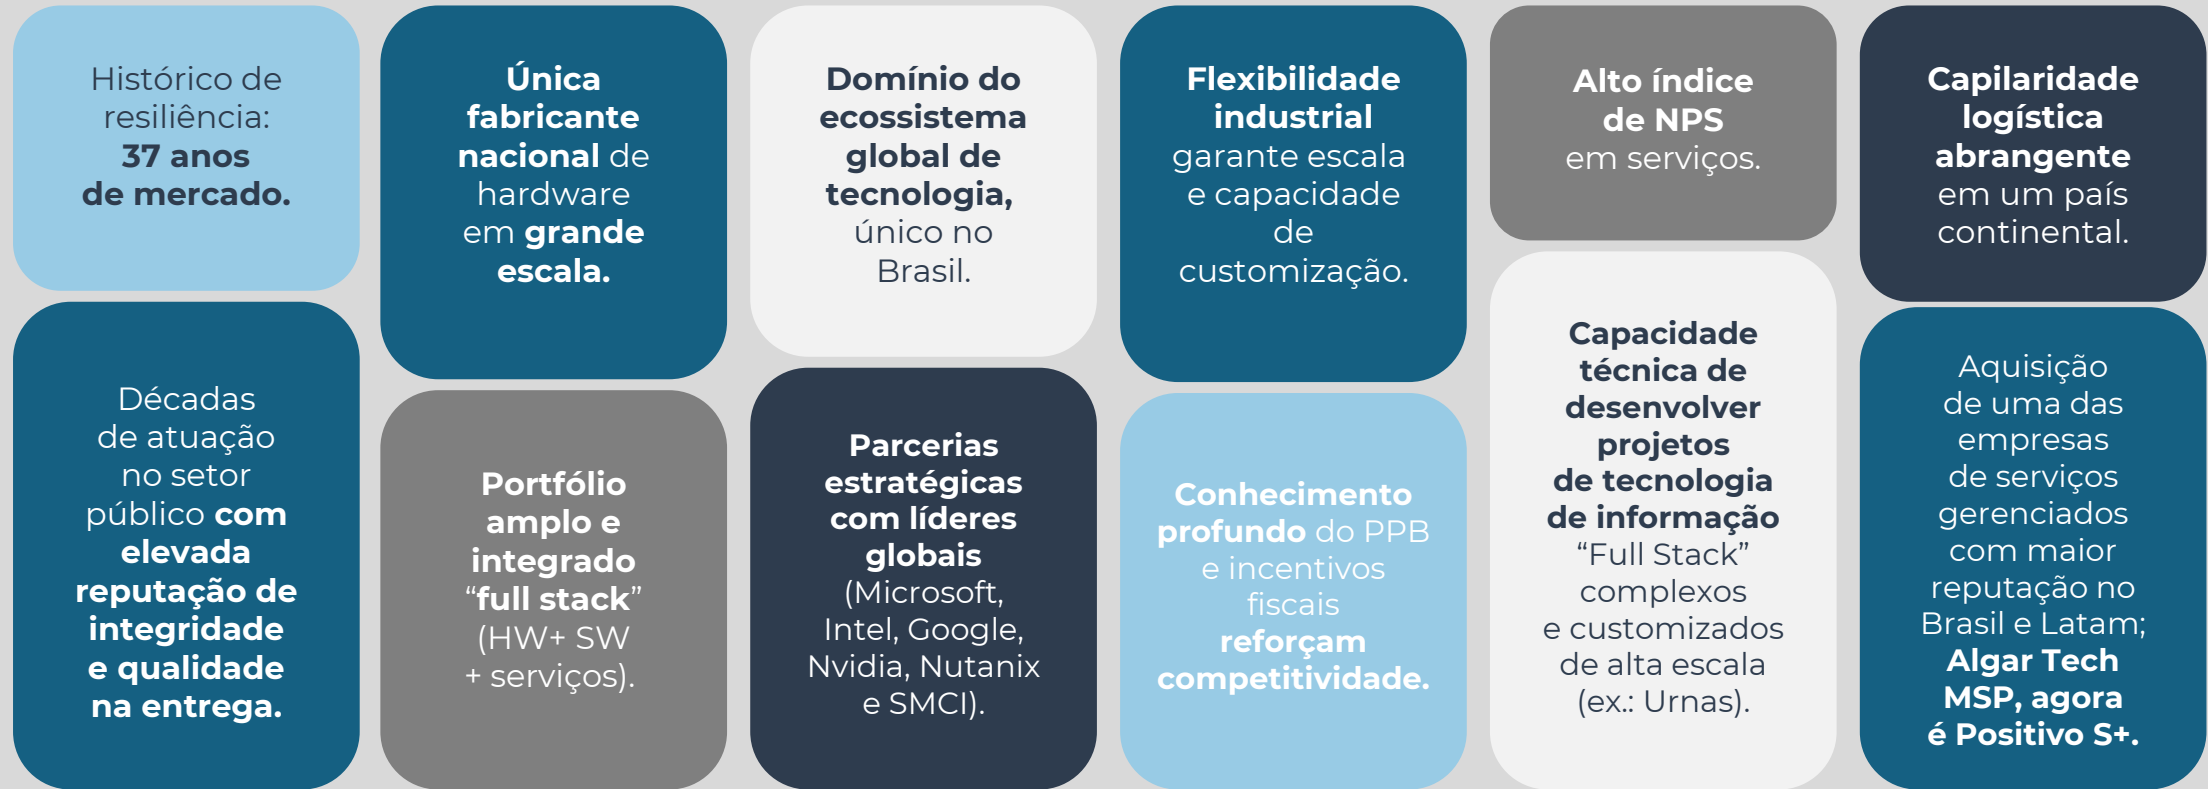 Histórico de
resiliência:
37 anos
de mercado.
Décadas
de atuação
no setor
público com
elevada
reputação de
integridade
e qualidade
na entrega.
Única
fabricante
nacional de
hardware
em grande
escala.
Portfólio
amplo e
integrado
“full stack”
(HW+ SW
+ serviços).
Domínio do
ecossistema
global de
tecnologia,
único no
Brasil.
Parcerias
estratégicas
com líderes
globais
(Microsoft,
Intel, Google,
Nvidia, Nutanix
e SMCI).
Flexibilidade
industrial
garante escala
e capacidade
de
customização.
Conhecimento
profundo do PPB
e incentivos
fiscais
reforçam
competitividade.
Alto índice
de NPS
em serviços.
Capacidade
técnica de
desenvolver
projetos
de tecnologia
de informação
“Full Stack”
complexos
e customizados
de alta escala
(ex.: Urnas).
Capilaridade
logística
abrangente
em um país
continental.
Aquisição
de uma das
empresas
de serviços
gerenciados
com maior
reputação no
Brasil e Latam;
Algar Tech
MSP, agora
é Positivo S+.